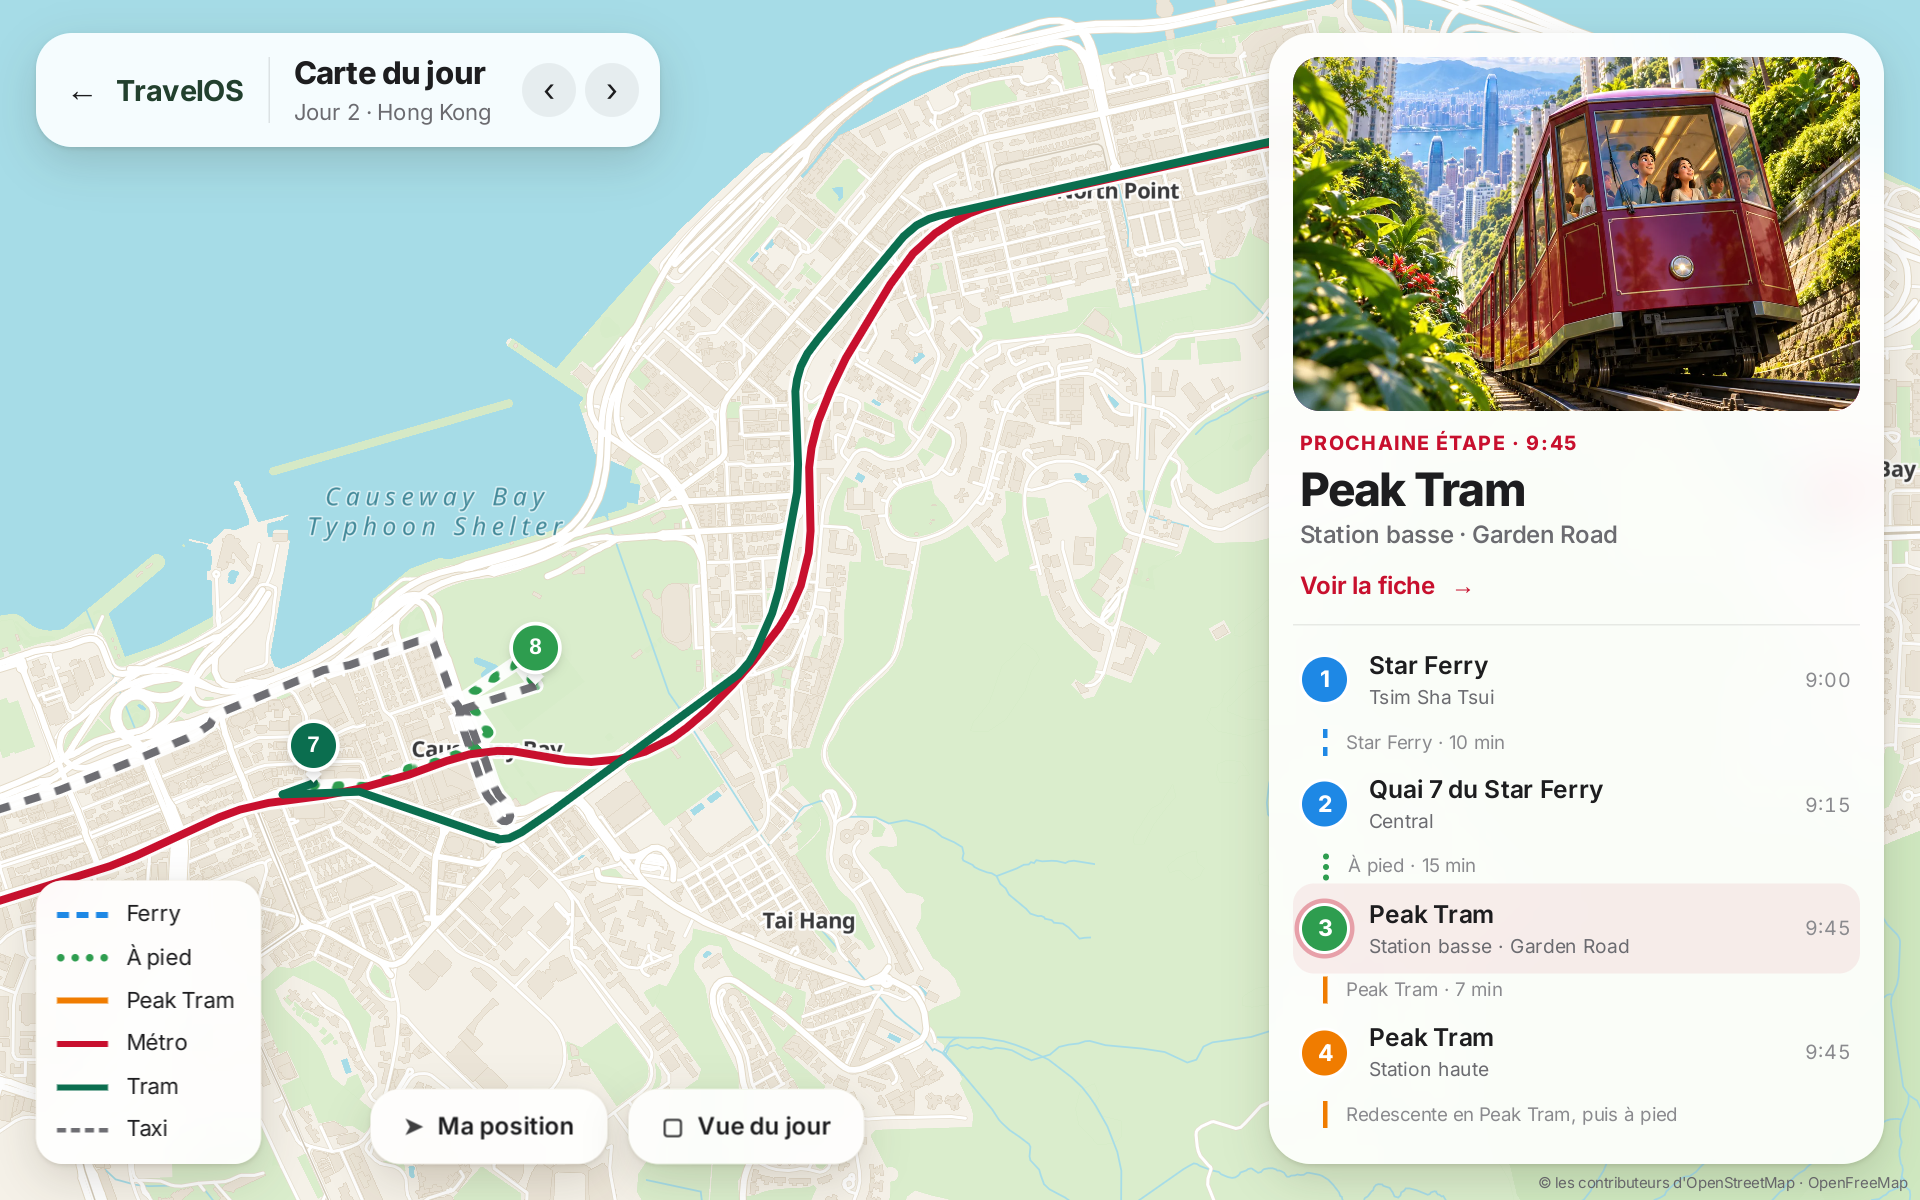 ← TravelOS
Carte du jour
Jour 2 · Hong Kong
‹ ›
North Point
Causeway Bay
Typhoon Shelter
8
7
Causeway Bay
Tai Hang
Bay
Ferry
À pied
Peak Tram
Métro
Tram
Taxi
Ma position
Vue du jour
PROCHAINE ÉTAPE · 9:45
Peak Tram
Station basse · Garden Road
Voir la fiche →
1 Star Ferry 9:00
Tsim Sha Tsui
Star Ferry · 10 min
2 Quai 7 du Star Ferry 9:15
Central
À pied · 15 min
3 Peak Tram 9:45
Station basse · Garden Road
Peak Tram · 7 min
4 Peak Tram 9:45
Station haute
Redescente en Peak Tram, puis à pied
© les contributeurs d'OpenStreetMap · OpenFreeMap